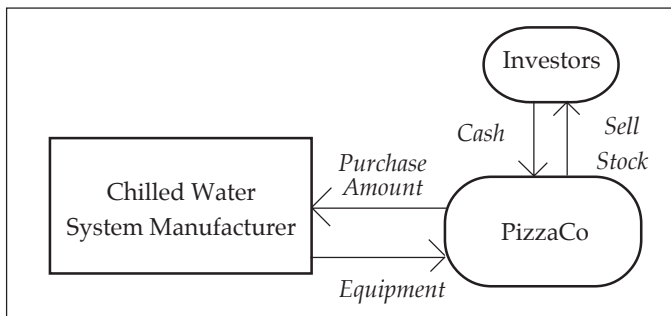 Investors
Cash
Sell
Stock
Purchase
Amount
Chilled Water
System Manufacturer
PizzaCo
Equipment